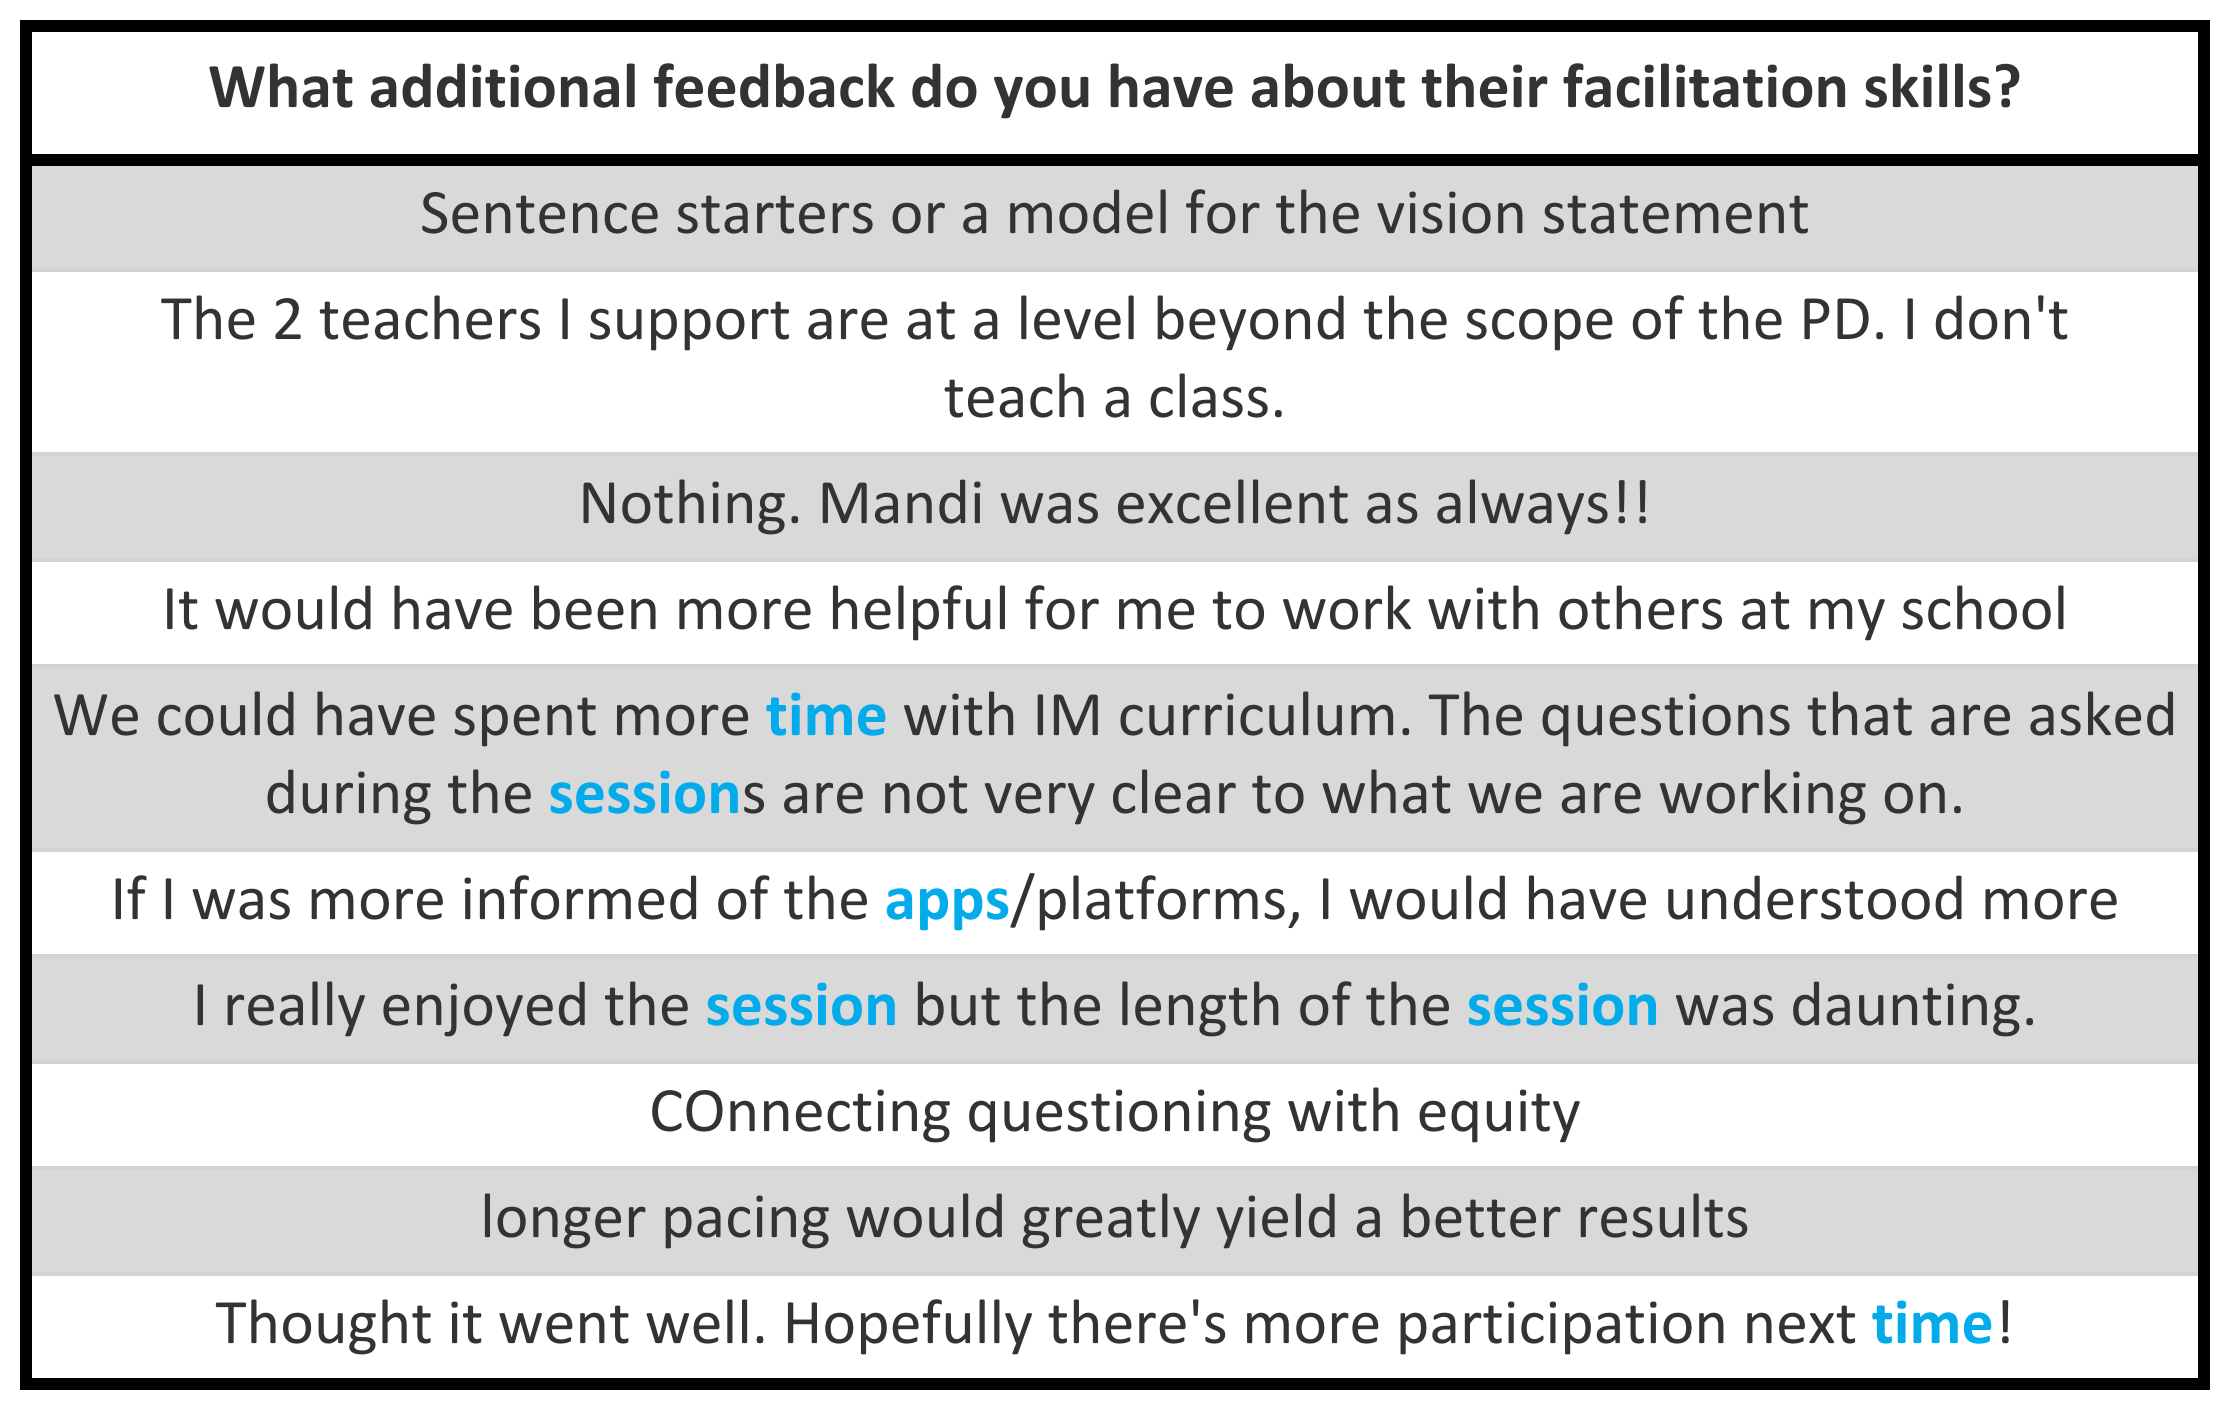 What additional feedback do you have about their facilitation skills?
Sentence starters or a model for the vision statement
The 2 teachers I support are at a level beyond the scope of the PD. I don't
teach a class.
Nothing. Mandi was excellent as always!!
It would have been more helpful for me to work with others at my school
We could have spent more time with IM curriculum. The questions that are asked
during the sessions are not very clear to what we are working on.
If I was more informed of the apps/platforms, I would have understood more
I really enjoyed the session but the length of the session was daunting.
COnnecting questioning with equity
longer pacing would greatly yield a better results
Thought it went well. Hopefully there's more participation next time!